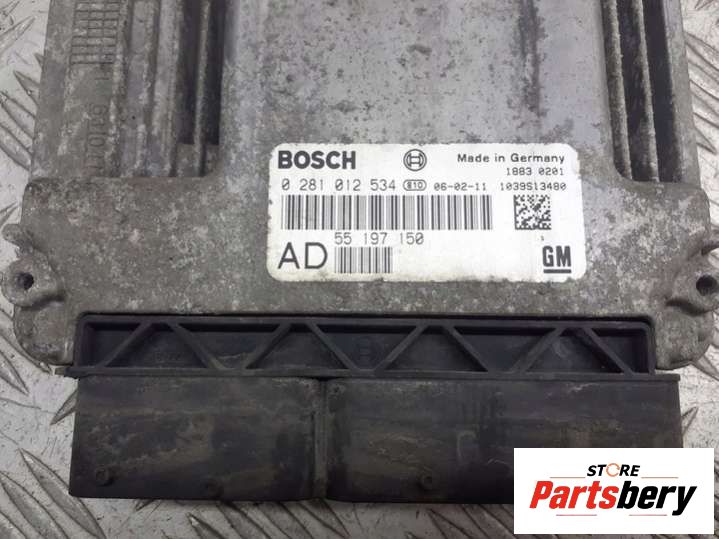 BOSCH
Made in Germany
1883 0201
0 281 012 534 e1D 06-02-11 1039S13480
AD 55 197 150
GM
STORE
Partsbery